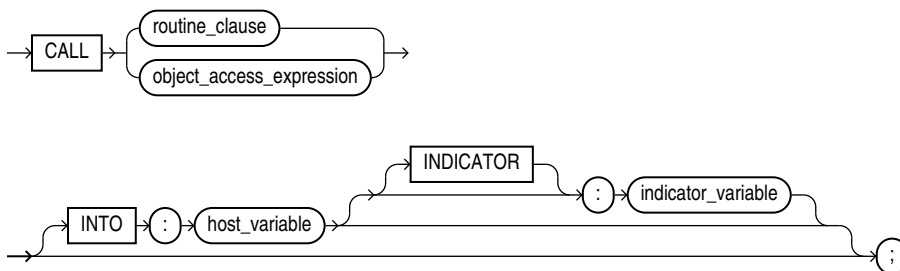 routine_clause
CALL
object_access_expression
INDICATOR
: indicator_variable
INTO : host_variable
;